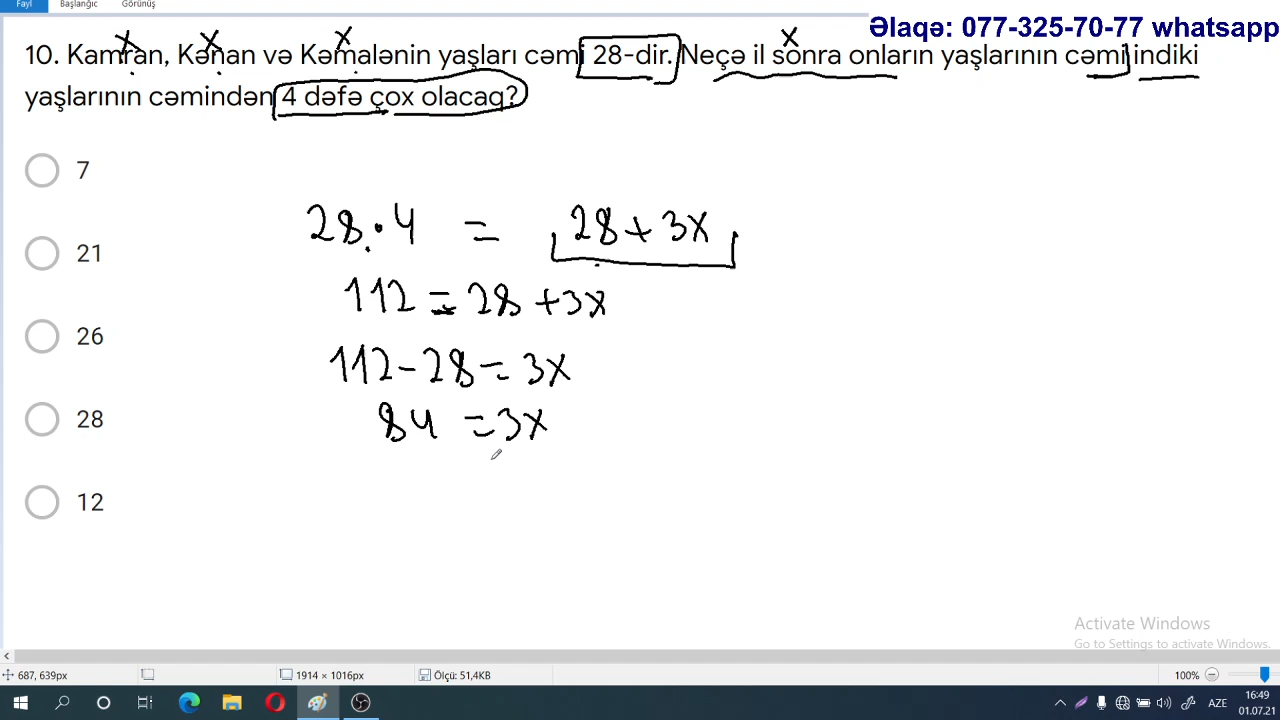 Fayl Başlanğıc Görünüş
Əlaqə: 077-325-70-77 whatsapp
x x x x
10. Kamran, Kənan və Kəmalənin yaşları cəmi 28-dir. Neçə il sonra onların yaşlarının cəmi indiki
yaşlarının cəmindən 4 dəfə çox olacaq?
7
21
26
28
12
28 · 4 = 28 + 3x
112 = 28 + 3x
112 - 28 = 3x
84 = 3x
Activate Windows
Go to Settings to activate Windows.
687, 639px 1914 × 1016px Ölçü: 51,4KB 100%
AZE 16:49
01.07.21